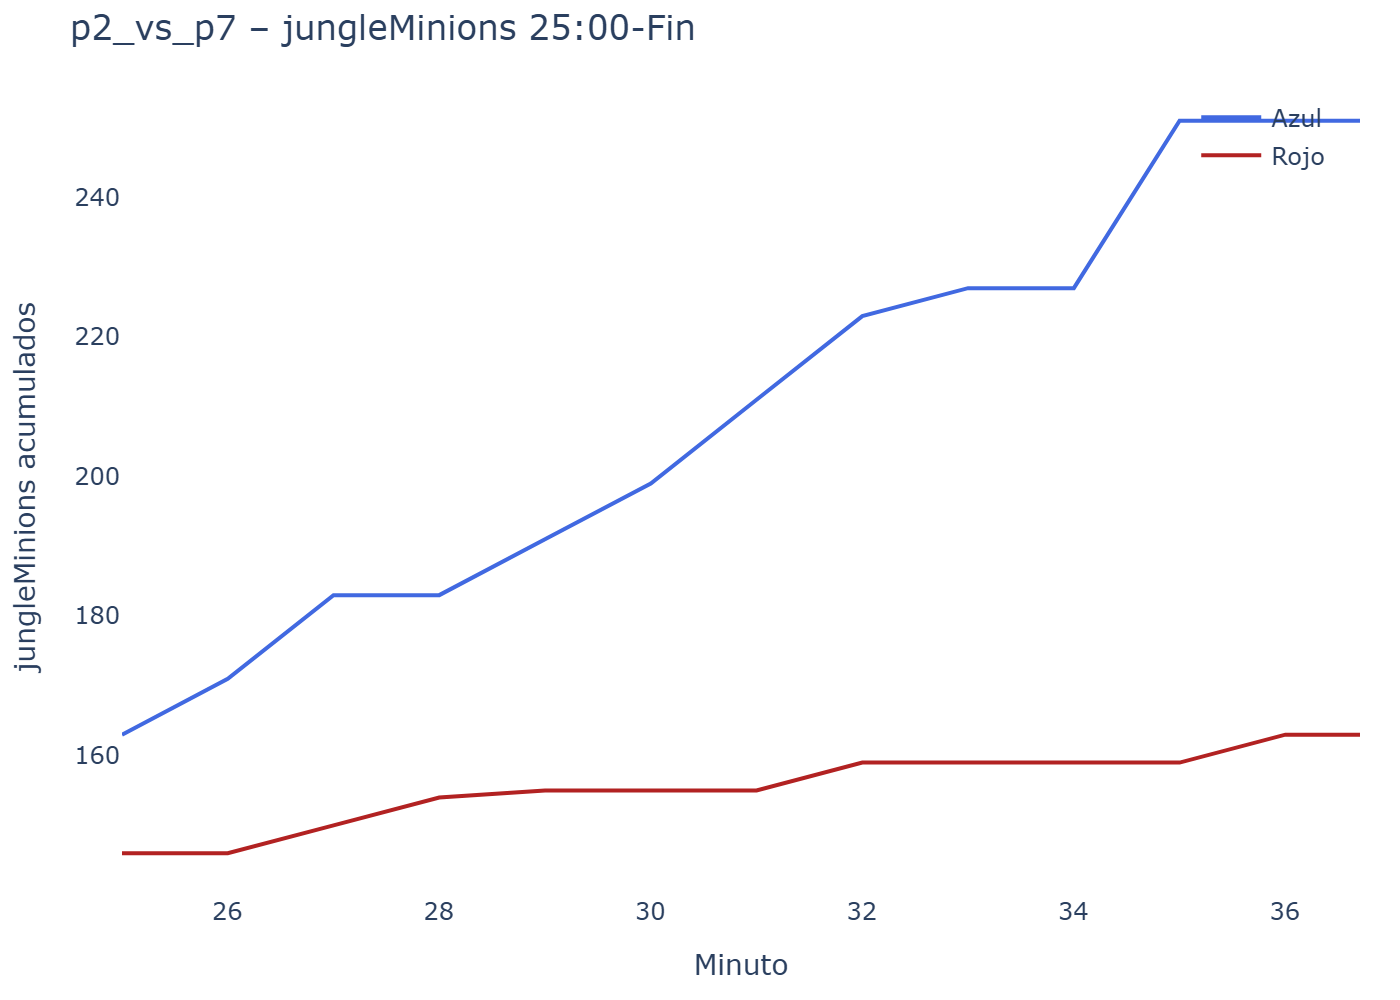 p2_vs_p7 – jungleMinions 25:00-Fin
Azul
Rojo
240
220
200
180
160
jungleMinions acumulados
26 28 30 32 34 36
Minuto